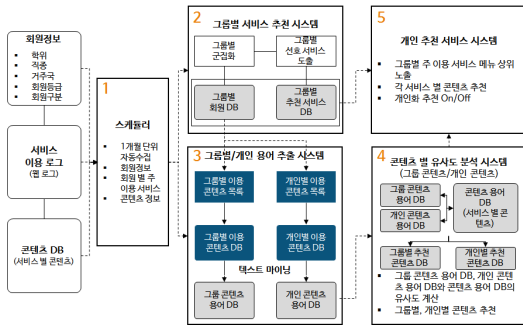 회원정보
• 학위
• 직종
• 거주국
• 회원등급
• 회원구분
서비스
이용 로그
(웹 로그)
콘텐츠 DB
(서비스 별 콘텐츠)
1
스케줄러
• 1개월 단위
자동수집
• 회원정보
• 회원 별 주
이용 서비스
• 콘텐츠 정보
2
그룹별 서비스 추천 시스템
그룹별
군집화
그룹별
선호 서비스
도출
그룹별
회원 DB
그룹별
추천 서비스
DB
3
그룹별/개인 용어 추출 시스템
그룹별 이용
콘텐츠 목록
개인별 이용
콘텐츠 목록
그룹별 이용
콘텐츠 DB
개인별 이용
콘텐츠 DB
텍스트 마이닝
그룹 콘텐츠
용어 DB
개인 콘텐츠
용어 DB
5
개인 추천 서비스 시스템
• 그룹별 주 이용 서비스 메뉴 상위
노출
• 각 서비스 별 콘텐츠 추천
• 개인화 추천 On/Off
4
콘텐츠 별 유사도 분석 시스템
(그룹 콘텐츠/개인 콘텐츠)
그룹 콘텐츠
용어 DB
개인 콘텐츠
용어 DB
콘텐츠 용어
DB
(서비스 별 콘
텐츠)
그룹별 추천
콘텐츠 DB
개인별 추천
콘텐츠 DB
• 그룹 콘텐츠 용어 DB, 개인 콘텐
츠 용어 DB와 콘텐츠 용어 DB의
유사도 계산
• 그룹별, 개인별 콘텐츠 추천